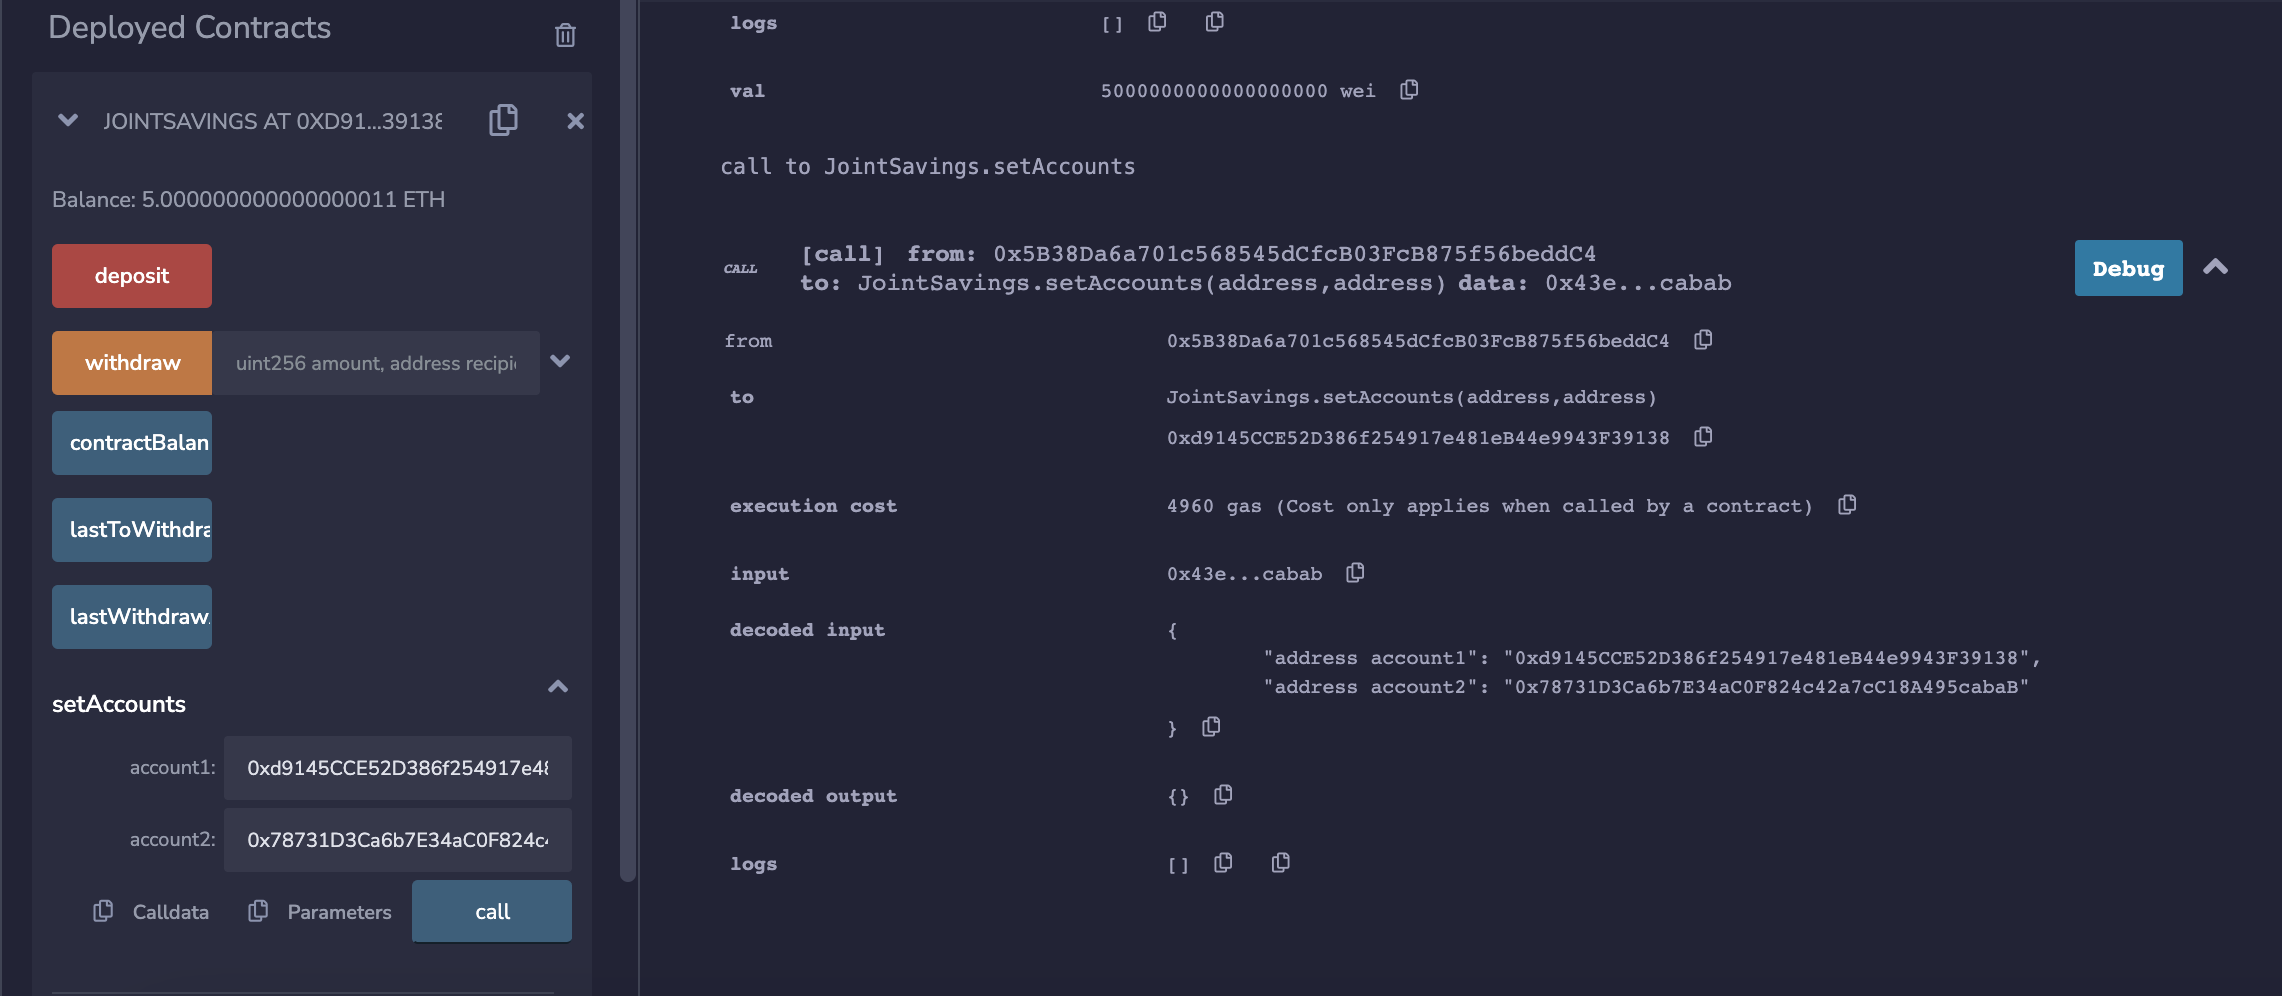 Deployed Contracts
JOINTSAVINGS AT 0XD91...39138
Balance: 5.000000000000000011 ETH
deposit
withdraw
uint256 amount, address recipi
contractBalan
lastToWithdra
lastWithdraw
setAccounts
account1:
0xd9145CCE52D386f254917e48
account2:
0x78731D3Ca6b7E34aC0F824c4
Calldata
Parameters
call
logs
[]
val
5000000000000000000 wei
call to JointSavings.setAccounts
CALL
[call] from: 0x5B38Da6a701c568545dCfcB03FcB875f56beddC4
to: JointSavings.setAccounts(address,address) data: 0x43e...cabab
Debug
from
0x5B38Da6a701c568545dCfcB03FcB875f56beddC4
to
JointSavings.setAccounts(address,address)
0xd9145CCE52D386f254917e481eB44e9943F39138
execution cost
4960 gas (Cost only applies when called by a contract)
input
0x43e...cabab
decoded input
{
"address account1": "0xd9145CCE52D386f254917e481eB44e9943F39138",
"address account2": "0x78731D3Ca6b7E34aC0F824c42a7cC18A495cabaB"
}
decoded output
{}
logs
[]